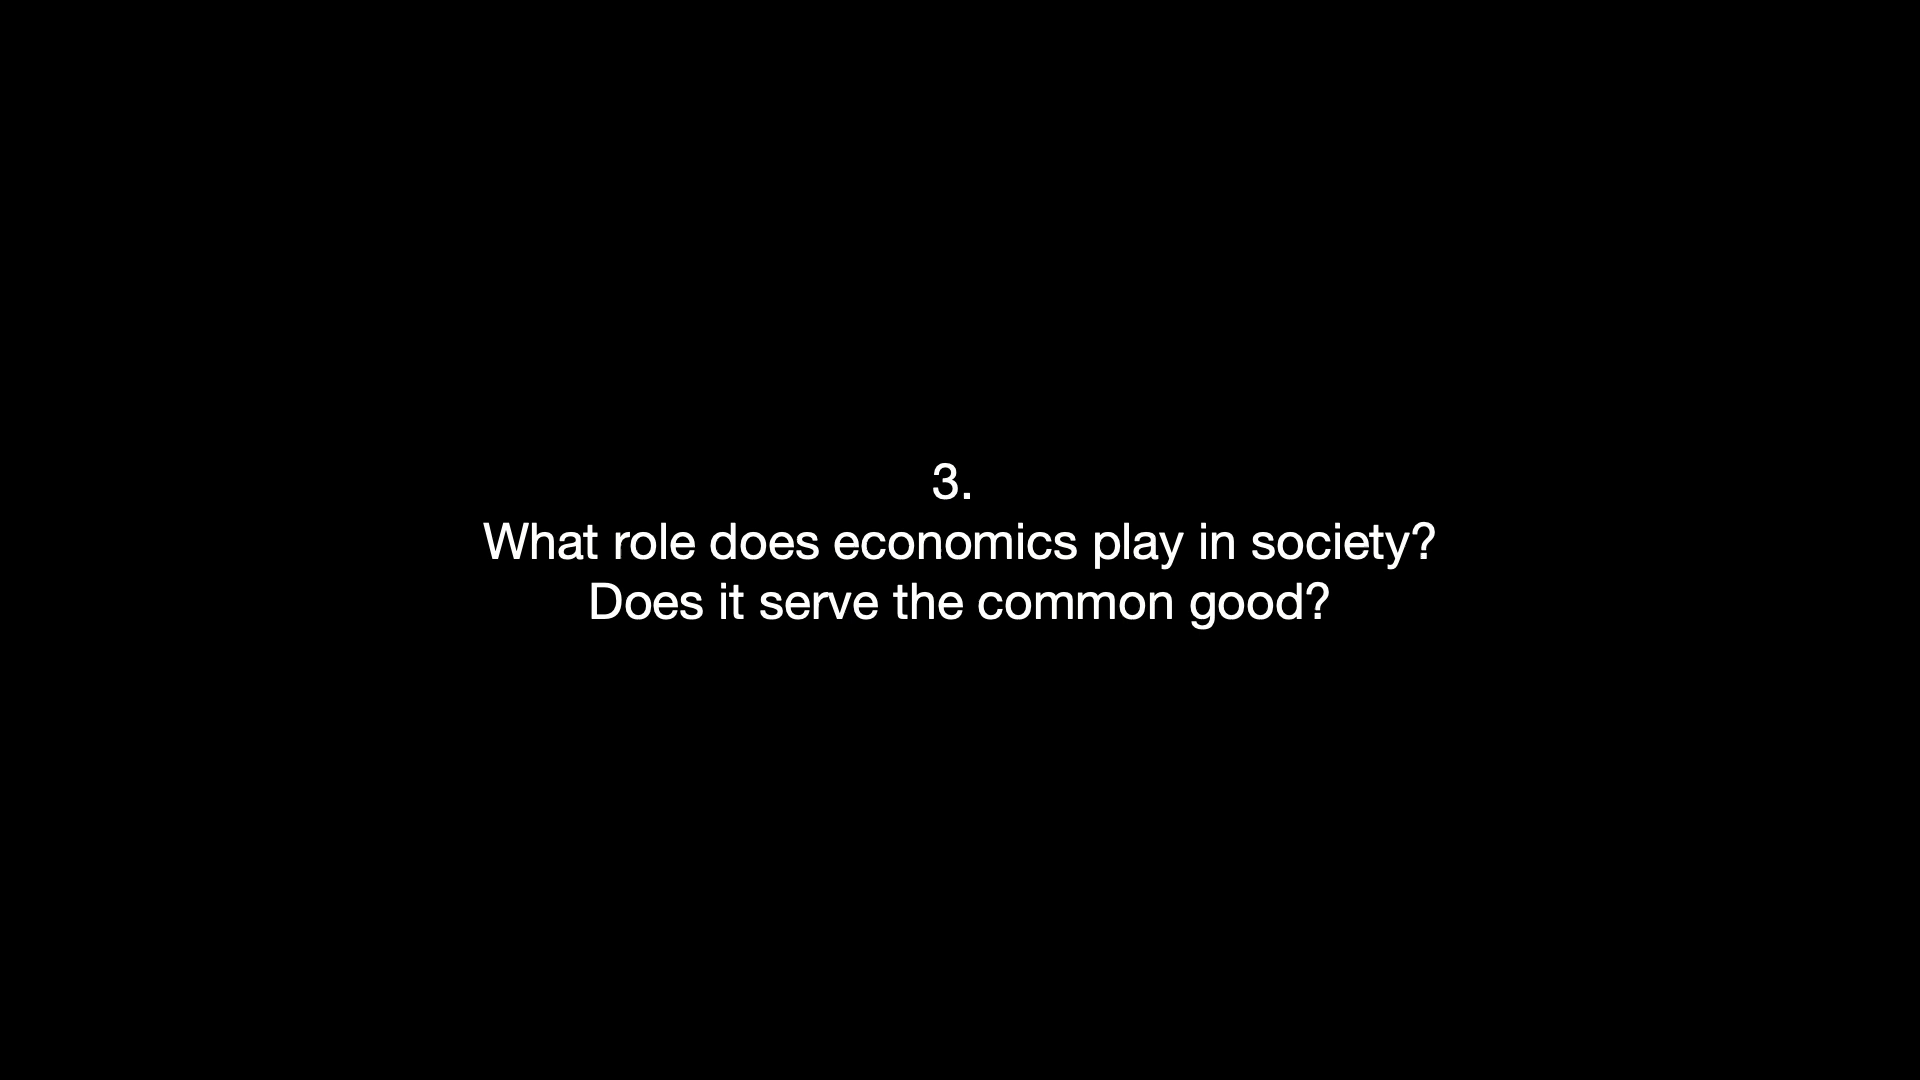 3.
What role does economics play in society?
Does it serve the common good?